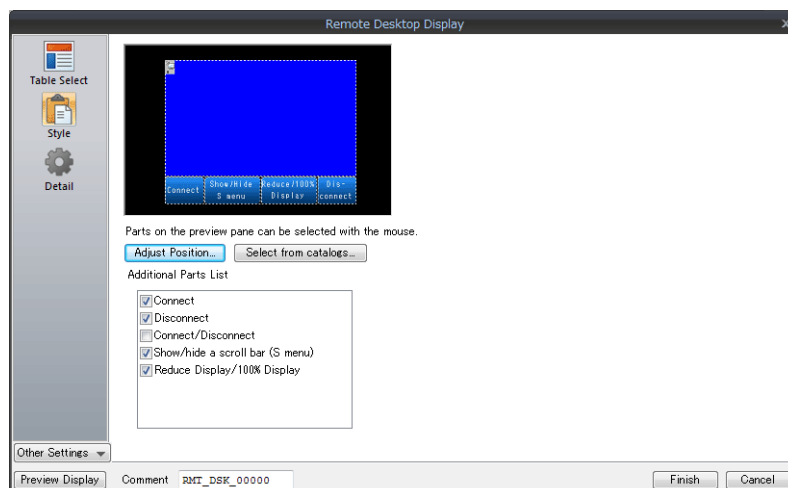 Remote Desktop Display
Table Select
Style
Detail
Connect
Show/Hide
S menu
Reduce/100%
Display
Dis-
connect
Parts on the preview pane can be selected with the mouse.
Adjust Position...
Select from catalogs...
Additional Parts List
Connect
Disconnect
Connect/Disconnect
Show/hide a scroll bar (S menu)
Reduce Display/100% Display
Other Settings
Preview Display
Comment
RMT_DSK_00000
Finish
Cancel